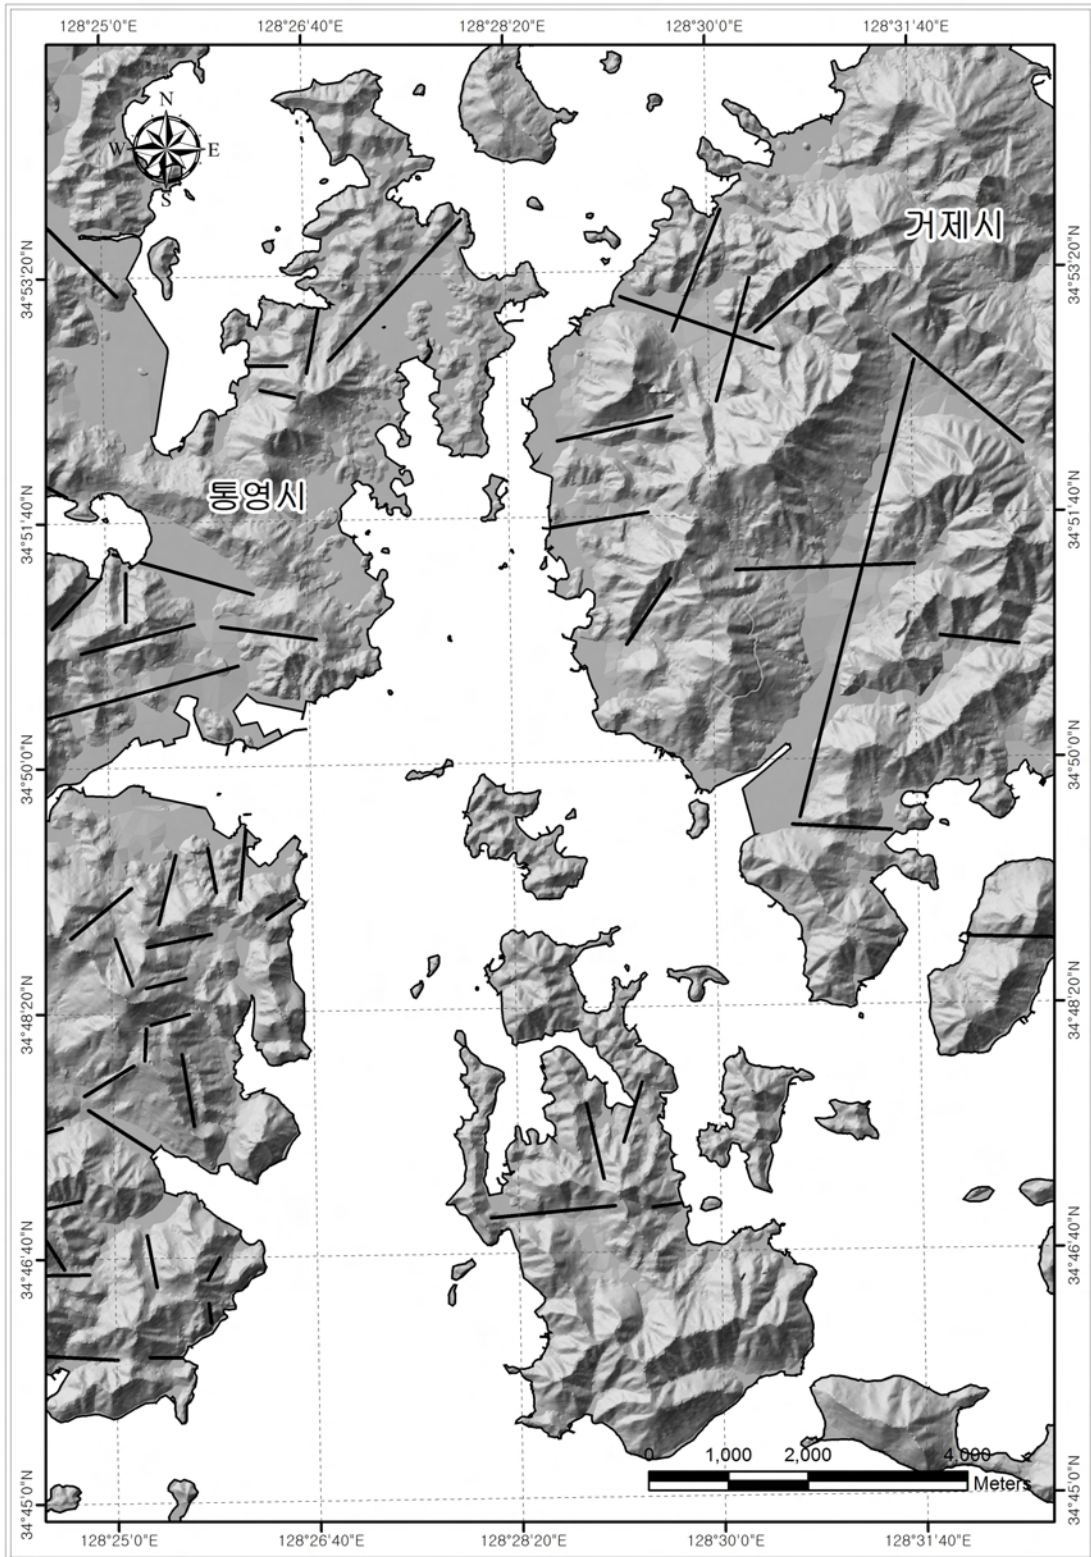 128°25'0"E 128°26'40"E 128°28'20"E 128°30'0"E 128°31'40"E
N
W E
S
거제시
34°53'20"N 34°53'20"N
통영시
34°51'40"N 34°51'40"N
34°50'0"N 34°50'0"N
34°48'20"N 34°48'20"N
34°46'40"N 34°46'40"N
0 1,000 2,000 4,000
Meters
34°45'0"N 34°45'0"N
128°25'0"E 128°26'40"E 128°28'20"E 128°30'0"E 128°31'40"E